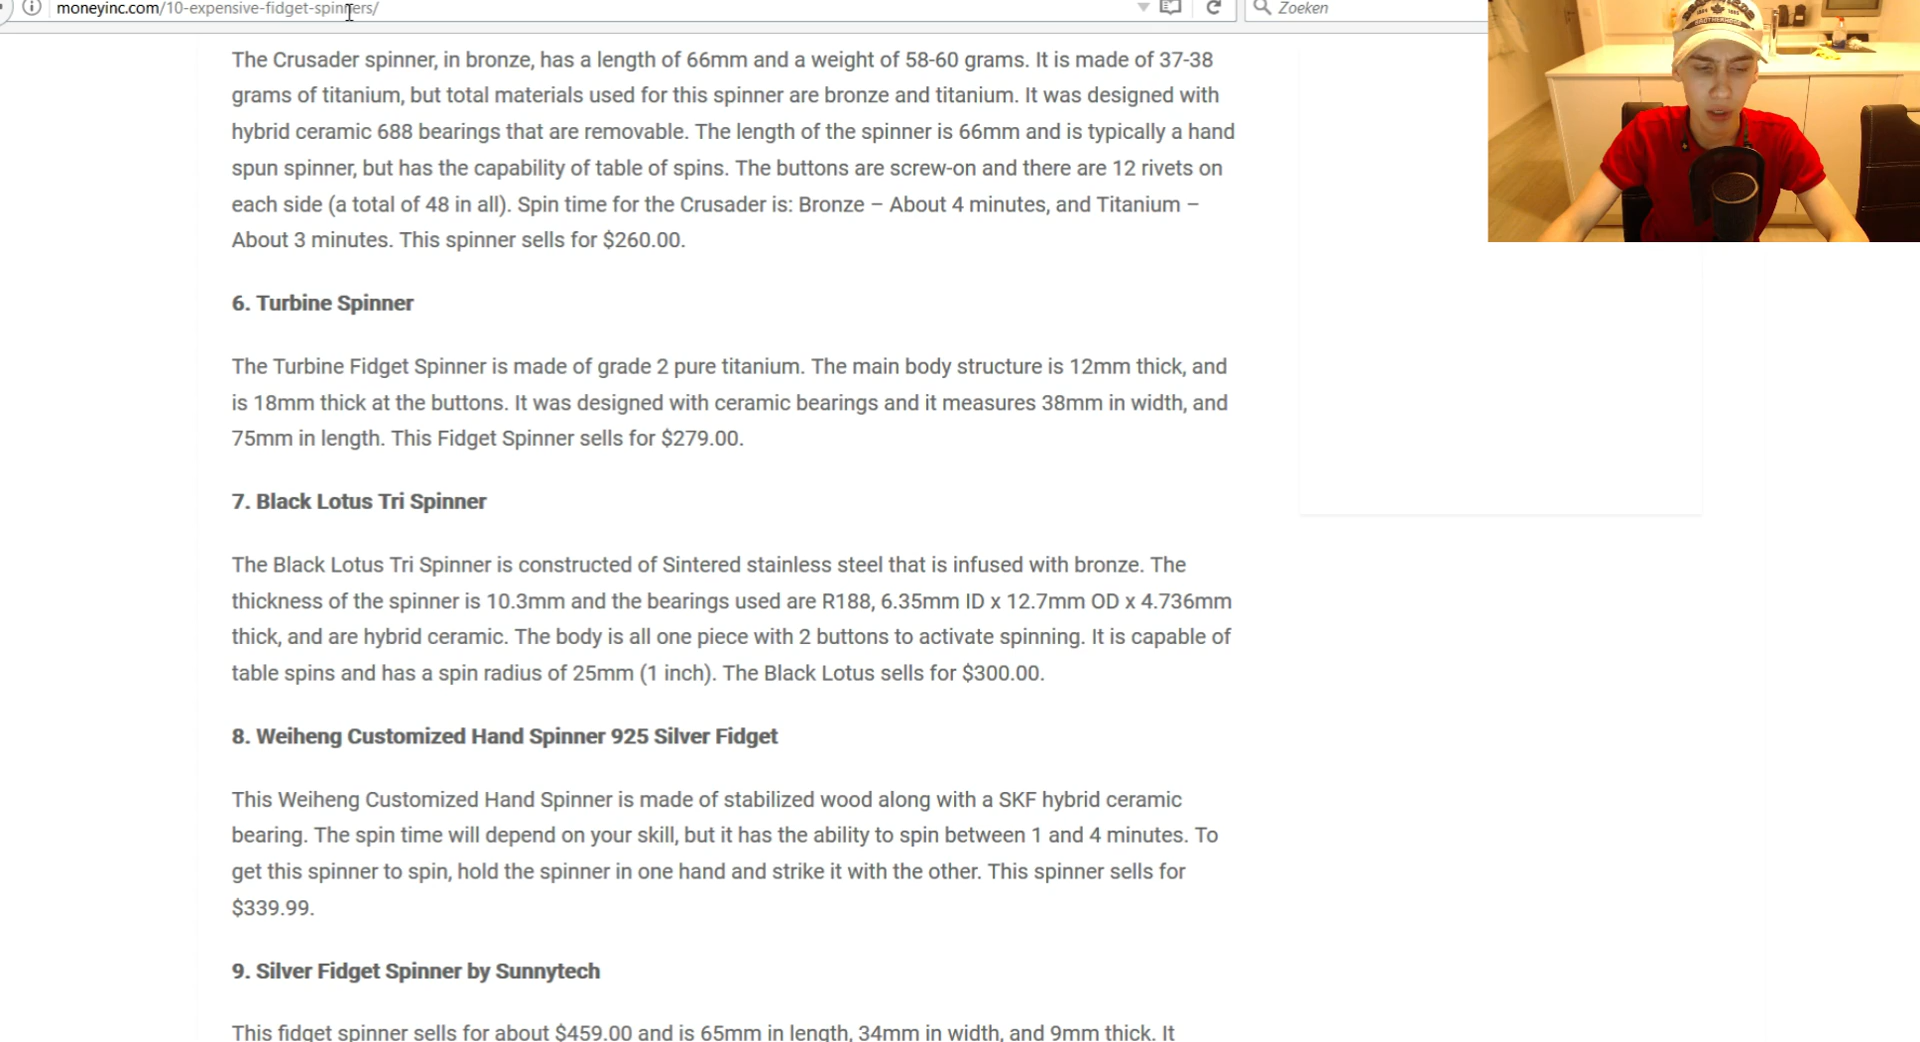 moneyinc.com/10-expensive-fidget-spinners/
Zoeken
The Crusader spinner, in bronze, has a length of 66mm and a weight of 58-60 grams. It is made of 37-38
grams of titanium, but total materials used for this spinner are bronze and titanium. It was designed with
hybrid ceramic 688 bearings that are removable. The length of the spinner is 66mm and is typically a hand
spun spinner, but has the capability of table of spins. The buttons are screw-on and there are 12 rivets on
each side (a total of 48 in all). Spin time for the Crusader is: Bronze – About 4 minutes, and Titanium –
About 3 minutes. This spinner sells for $260.00.
6. Turbine Spinner
The Turbine Fidget Spinner is made of grade 2 pure titanium. The main body structure is 12mm thick, and
is 18mm thick at the buttons. It was designed with ceramic bearings and it measures 38mm in width, and
75mm in length. This Fidget Spinner sells for $279.00.
7. Black Lotus Tri Spinner
The Black Lotus Tri Spinner is constructed of Sintered stainless steel that is infused with bronze. The
thickness of the spinner is 10.3mm and the bearings used are R188, 6.35mm ID x 12.7mm OD x 4.736mm
thick, and are hybrid ceramic. The body is all one piece with 2 buttons to activate spinning. It is capable of
table spins and has a spin radius of 25mm (1 inch). The Black Lotus sells for $300.00.
8. Weiheng Customized Hand Spinner 925 Silver Fidget
This Weiheng Customized Hand Spinner is made of stabilized wood along with a SKF hybrid ceramic
bearing. The spin time will depend on your skill, but it has the ability to spin between 1 and 4 minutes. To
get this spinner to spin, hold the spinner in one hand and strike it with the other. This spinner sells for
$339.99.
9. Silver Fidget Spinner by Sunnytech
This fidget spinner sells for about $459.00 and is 65mm in length, 34mm in width, and 9mm thick. It